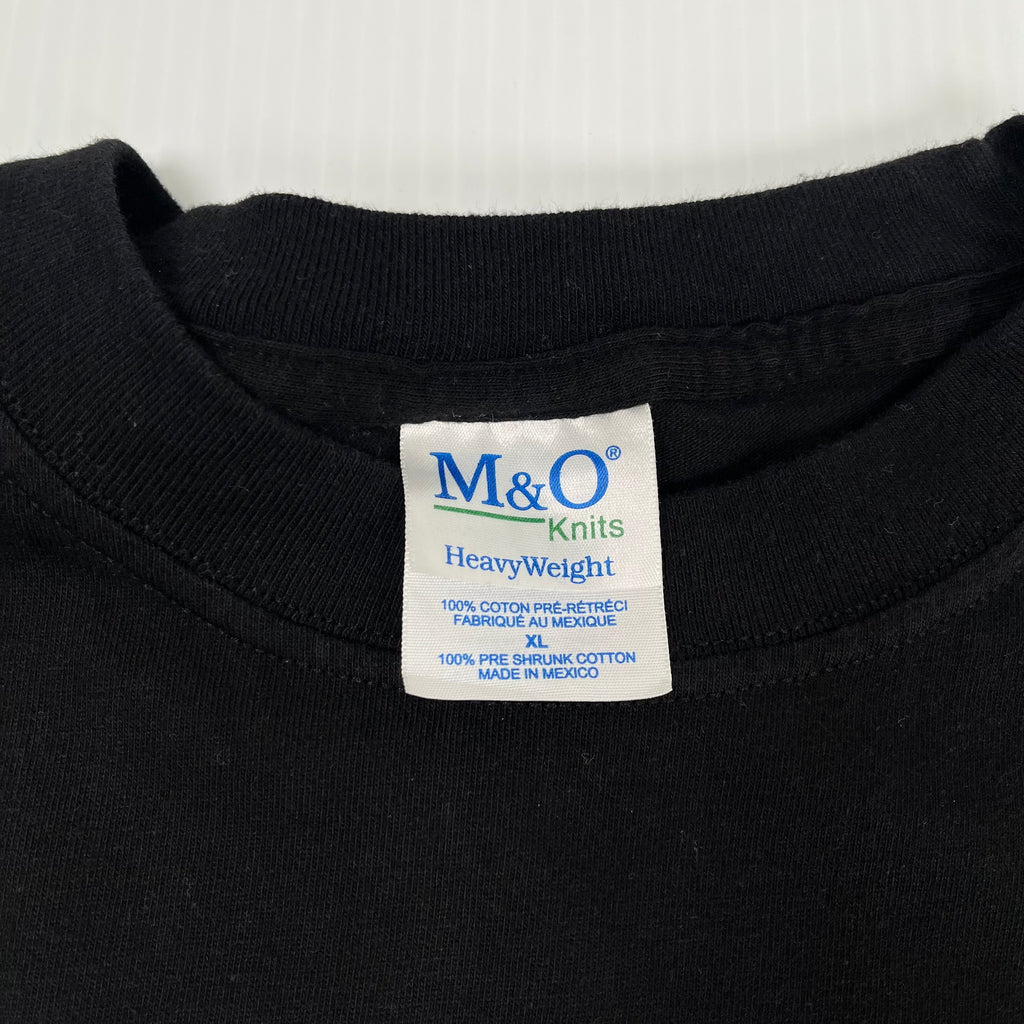 M&O®
Knits
HeavyWeight
100% COTON PRÉ-RÉTRÉCI
FABRIQUÉ AU MEXIQUE
XL
100% PRE SHRUNK COTTON
MADE IN MEXICO